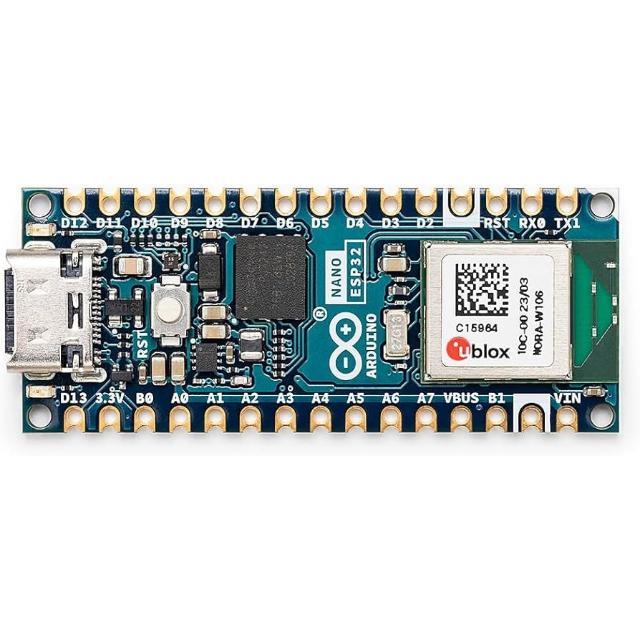 D12 D11 D10 D9 D8 D7 D6 D5 D4 D3 D2 RST RX0 TX1
NANO
ESP32
®
ARDUINO
RST
C15964
ublox
10C-00 23/03
NORA-W106
D13 3.3V B0 A0 A1 A2 A3 A4 A5 A6 A7 VBUS B1 VIN